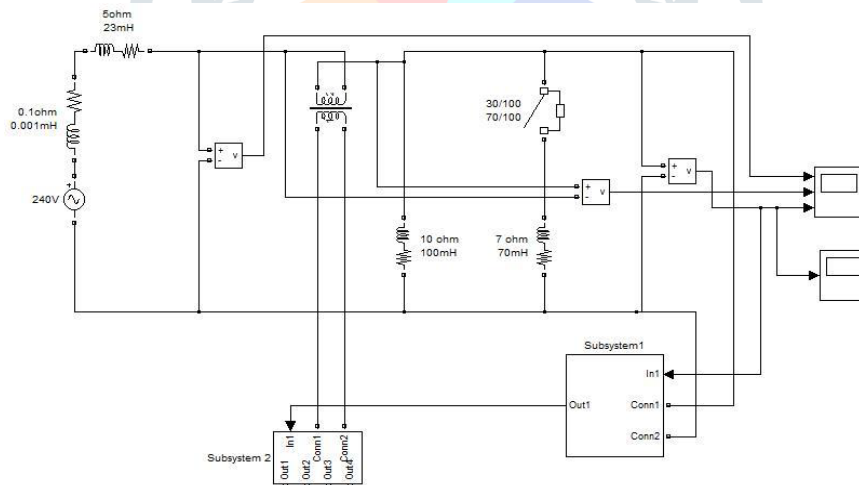 5ohm
23mH
0.1ohm
0.001mH
240V
+
+
-
v
30/100
70/100
+
-
v
+
-
v
10 ohm
100mH
7 ohm
70mH
Subsystem1
In1
Out1
Conn1
Conn2
Subsystem 2
In1
Conn1
Conn2
Out1
Out2
Out3
Out4